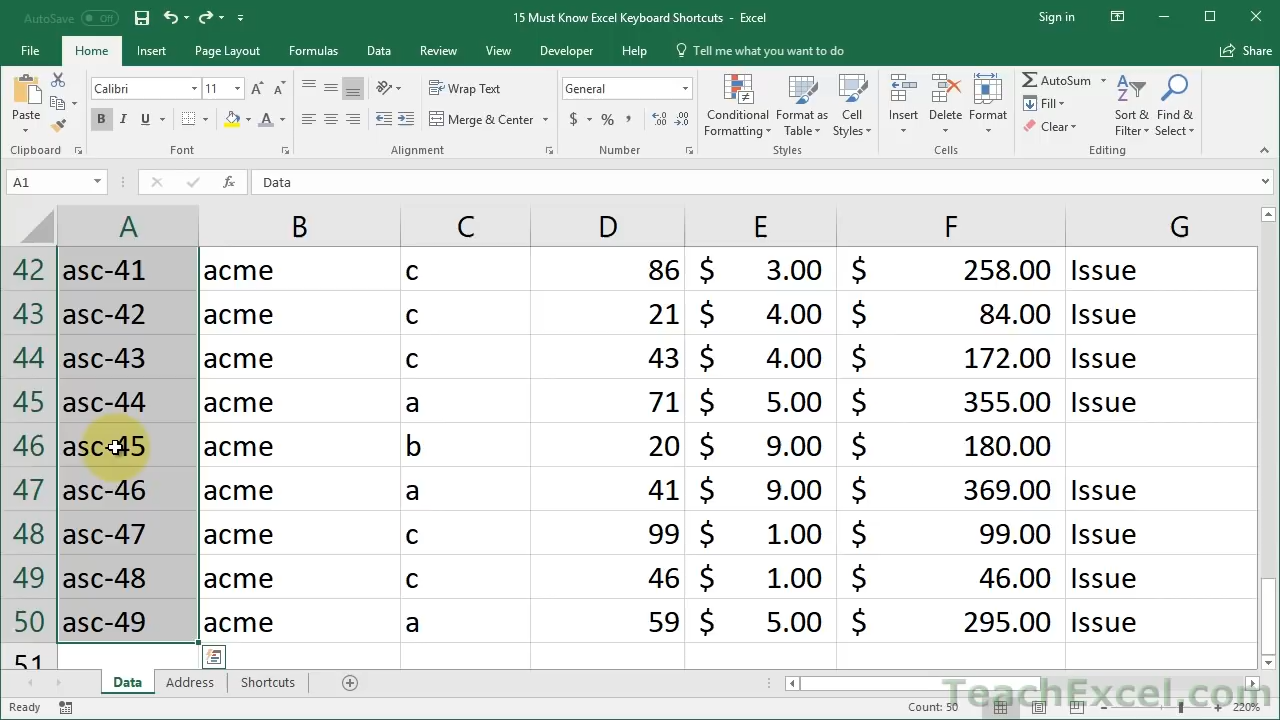 AutoSave Off 15 Must Know Excel Keyboard Shortcuts - Excel Sign in
File Home Insert Page Layout Formulas Data Review View Developer Help Tell me what you want to do Share
Calibri 11 Wrap Text General AutoSum
Paste B I U Merge & Center $ % , Conditional Formatting Format as Table Cell Styles Insert Delete Format Fill Clear Sort & Filter Find & Select
Clipboard Font Alignment Number Styles Cells Editing
A1 fx Data
A B C D E F G
42 asc-41 acme c 86 $ 3.00 $ 258.00 Issue
43 asc-42 acme c 21 $ 4.00 $ 84.00 Issue
44 asc-43 acme c 43 $ 4.00 $ 172.00 Issue
45 asc-44 acme a 71 $ 5.00 $ 355.00 Issue
46 asc-45 acme b 20 $ 9.00 $ 180.00
47 asc-46 acme a 41 $ 9.00 $ 369.00 Issue
48 asc-47 acme c 99 $ 1.00 $ 99.00 Issue
49 asc-48 acme c 46 $ 1.00 $ 46.00 Issue
50 asc-49 acme a 59 $ 5.00 $ 295.00 Issue
51
Data Address Shortcuts
TeachExcel.com
Ready Count: 50 220%